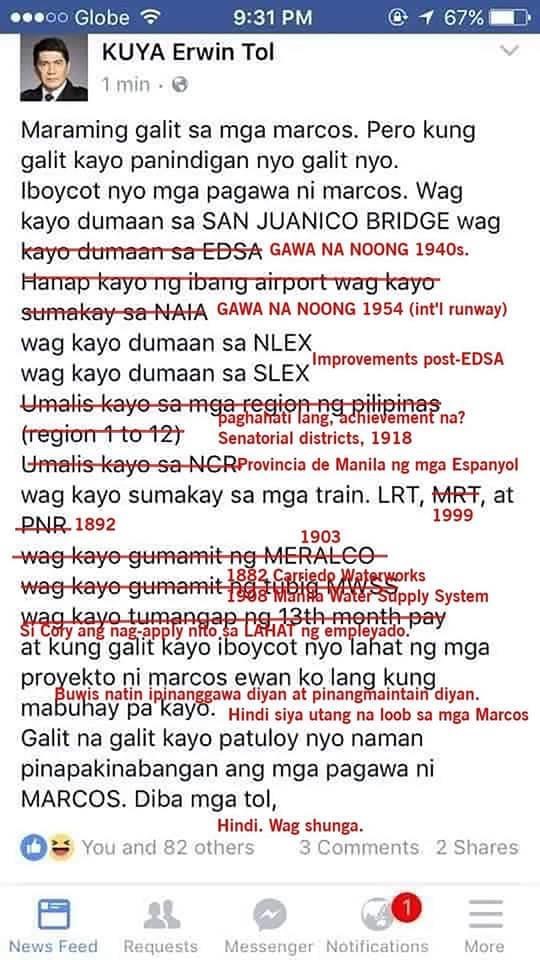 Globe 9:31 PM 67%
KUYA Erwin Tol
1 min ·
Maraming galit sa mga marcos. Pero kung
galit kayo panindigan nyo galit nyo.
Iboycot nyo mga pagawa ni marcos. Wag
kayo dumaan sa SAN JUANICO BRIDGE wag
kayo dumaan sa EDSA GAWA NA NOONG 1940s.
Hanap kayo ng ibang airport wag kayo
sumakay sa NAIA GAWA NA NOONG 1954 (int'l runway)
wag kayo dumaan sa NLEX
Improvements post-EDSA
wag kayo dumaan sa SLEX
Umalis kayo sa mga region ng pilipinas
paghahati lang, achievement na?
(region 1 to 12) Senatorial districts, 1918
Umalis kayo sa NCR Provincia de Manila ng mga Espanyol
wag kayo sumakay sa mga train. LRT, MRT, at
1999
PNR 1892
1903
wag kayo gumamit ng MERALCO
1882 Carriedo Waterworks
wag kayo gumamit ng tubig MWSS
1908 Manila Water Supply System
wag kayo tumangap ng 13th month pay
Si Cory ang nag-apply nito sa LAHAT ng empleyado.
at kung galit kayo iboycot nyo lahat ng mga
proyekto ni marcos ewan ko lang kung
Buwis natin ipinanggawa diyan at pinangmaintain diyan.
mabuhay pa kayo. Hindi siya utang na loob sa mga Marcos
Galit na galit kayo patuloy nyo naman
pinapakinabangan ang mga pagawa ni
MARCOS. Diba mga tol,
Hindi. Wag shunga.
You and 82 others 3 Comments 2 Shares
1
News Feed Requests Messenger Notifications More